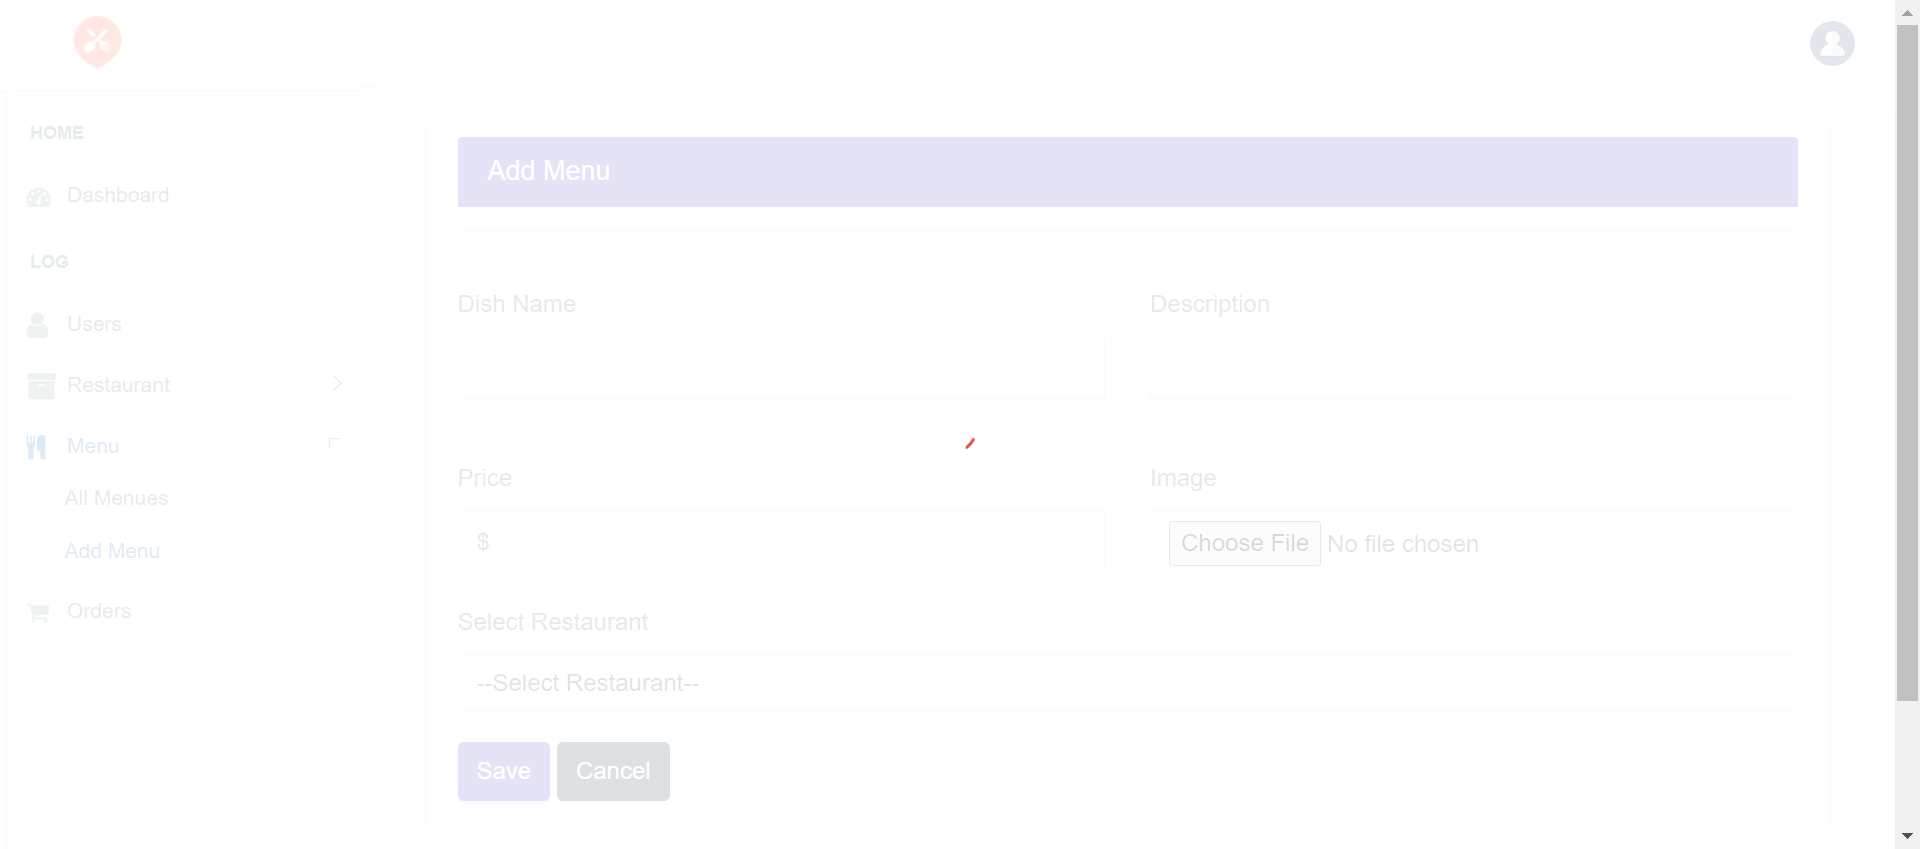 HOME
Dashboard
LOG
Users
Restaurant
Menu
All Menues
Add Menu
Orders
Add Menu
Dish Name
Description
Price
Image
$
Choose File No file chosen
Select Restaurant
--Select Restaurant--
Save
Cancel